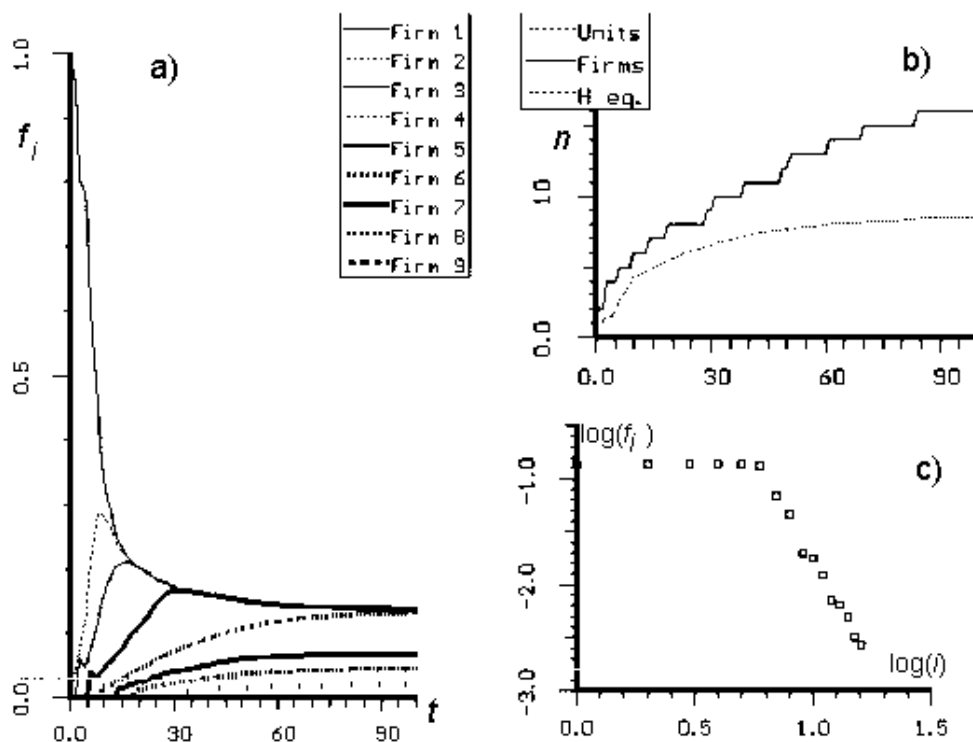 a)
Firm 1
Firm 2
Firm 3
Firm 4
Firm 5
Firm 6
Firm 7
Firm 8
Firm 9
1.0
f_i
0.5
0.0
0.0 30 60 90
t
b)
Units
Firms
H eq.
n
10
0.0
0.0 30 60 90
c)
log(f_i )
-1.0
-2.0
-3.0
log(i)
0.0 0.5 1.0 1.5